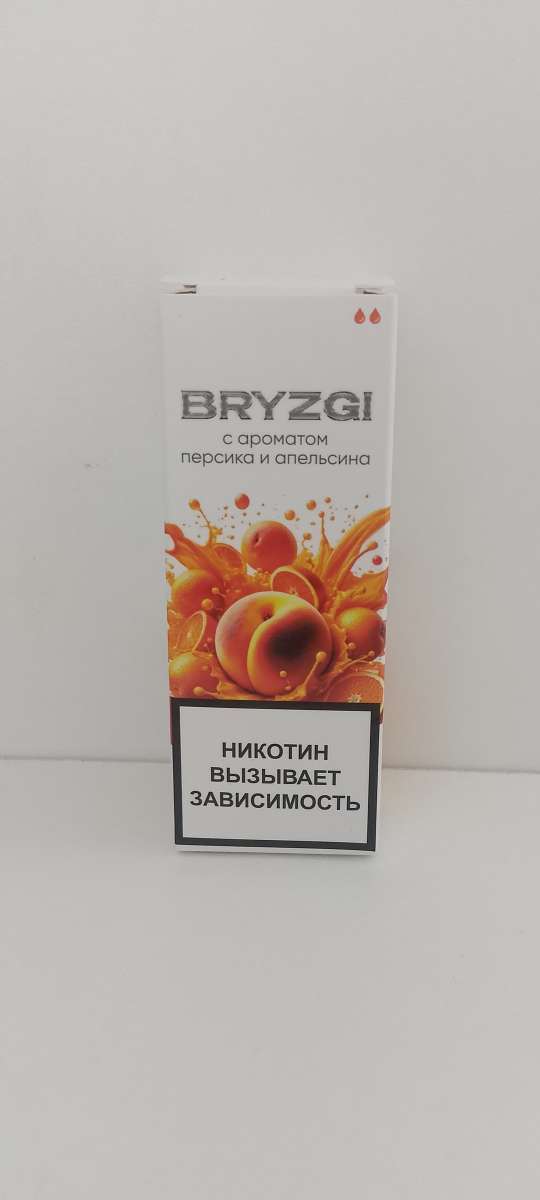 BRYZGI
с ароматом
персика и апельсина
НИКОТИН
ВЫЗЫВАЕТ
ЗАВИСИМОСТЬ